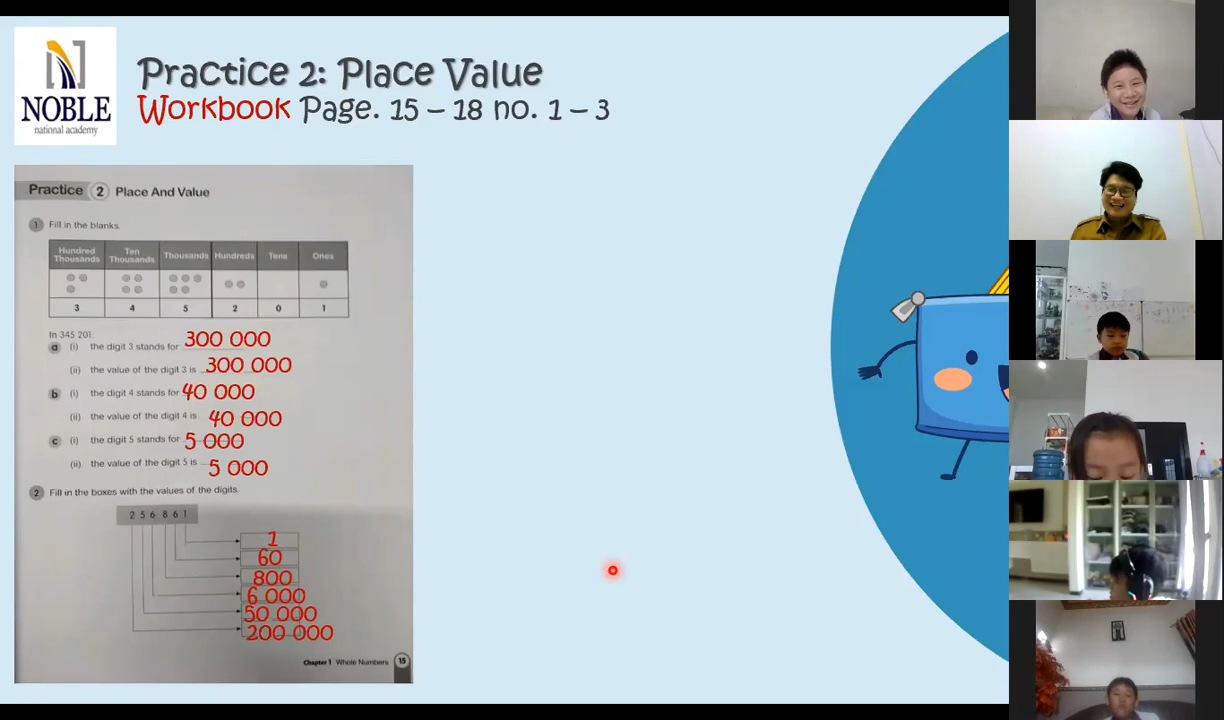 NOBLE
national academy
Practice 2: Place Value
Workbook Page. 15 – 18 no. 1 – 3
Practice 2 Place And Value
1 Fill in the blanks.
Hundred Thousands Ten Thousands Thousands Hundreds Tens Ones
3 4 5 2 0 1
In 345 201:
a (i) the digit 3 stands for 300 000
(ii) the value of the digit 3 is 300 000
b (i) the digit 4 stands for 40 000
(ii) the value of the digit 4 is 40 000
c (i) the digit 5 stands for 5 000
(ii) the value of the digit 5 is 5 000
2 Fill in the boxes with the values of the digits.
2 5 6 8 6 1
1
60
800
6 000
50 000
200 000
Chapter 1 Whole Numbers 15